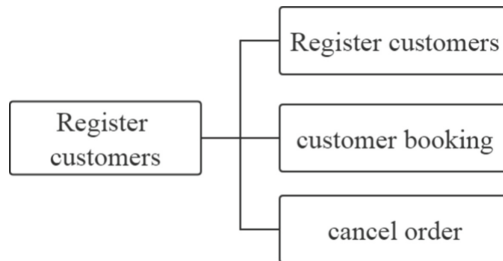 Register customers
Register
customers
customer booking
cancel order